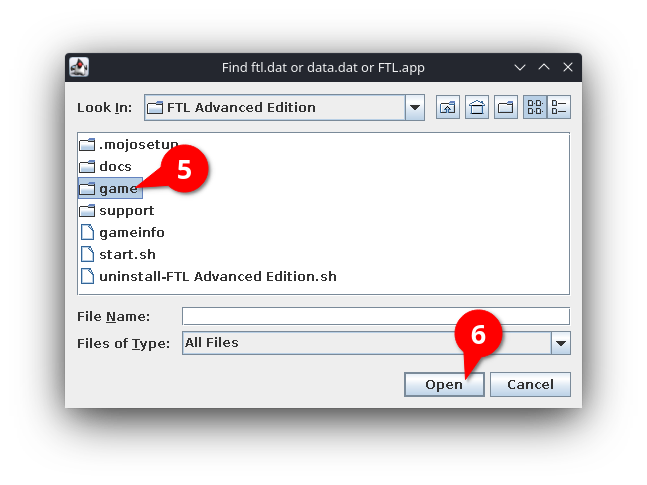 Find ftl.dat or data.dat or FTL.app
Look In: FTL Advanced Edition
.mojosetup
docs
5
game
support
gameinfo
start.sh
uninstall-FTL Advanced Edition.sh
File Name:
6
Files of Type: All Files
Open Cancel